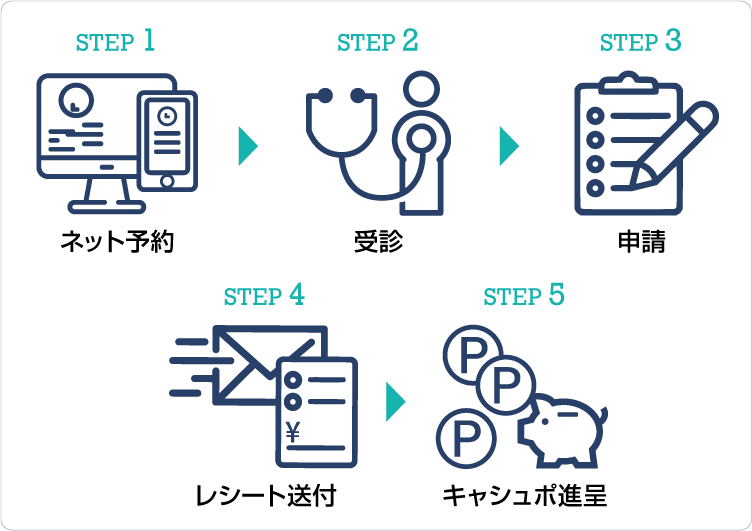 STEP 1
STEP 2
STEP 3
ネット予約
受診
申請
STEP 4
STEP 5
¥
P
P
P
レシート送付
キャシュポ進呈